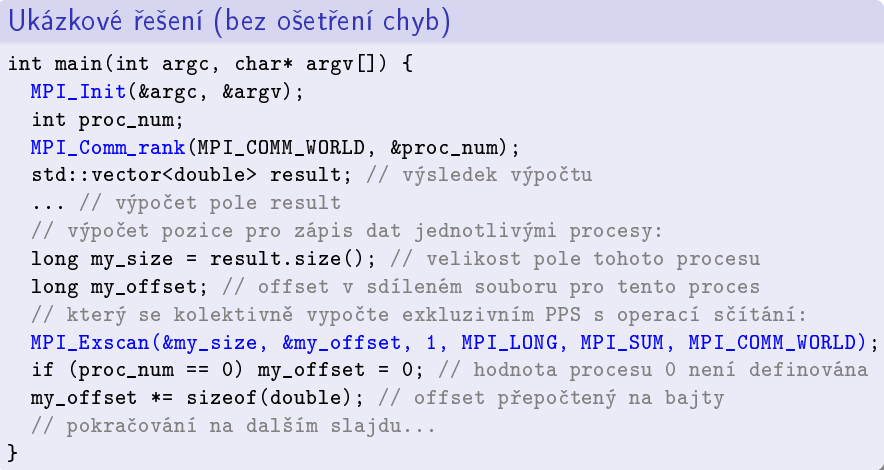 Ukázkové řešení (bez ošetření chyb)
int main(int argc, char* argv[]) {
  MPI_Init(&argc, &argv);
  int proc_num;
  MPI_Comm_rank(MPI_COMM_WORLD, &proc_num);
  std::vector<double> result; // výsledek výpočtu
  ... // výpočet pole result
  // výpočet pozice pro zápis dat jednotlivými procesy:
  long my_size = result.size(); // velikost pole tohoto procesu
  long my_offset; // offset v sdíleném souboru pro tento proces
  // který se kolektivně vypočte exkluzivním PPS s operací sčítání:
  MPI_Exscan(&my_size, &my_offset, 1, MPI_LONG, MPI_SUM, MPI_COMM_WORLD);
  if (proc_num == 0) my_offset = 0; // hodnota procesu 0 není definována
  my_offset *= sizeof(double); // offset přepočtený na bajty
  // pokračování na dalším slajdu...
}